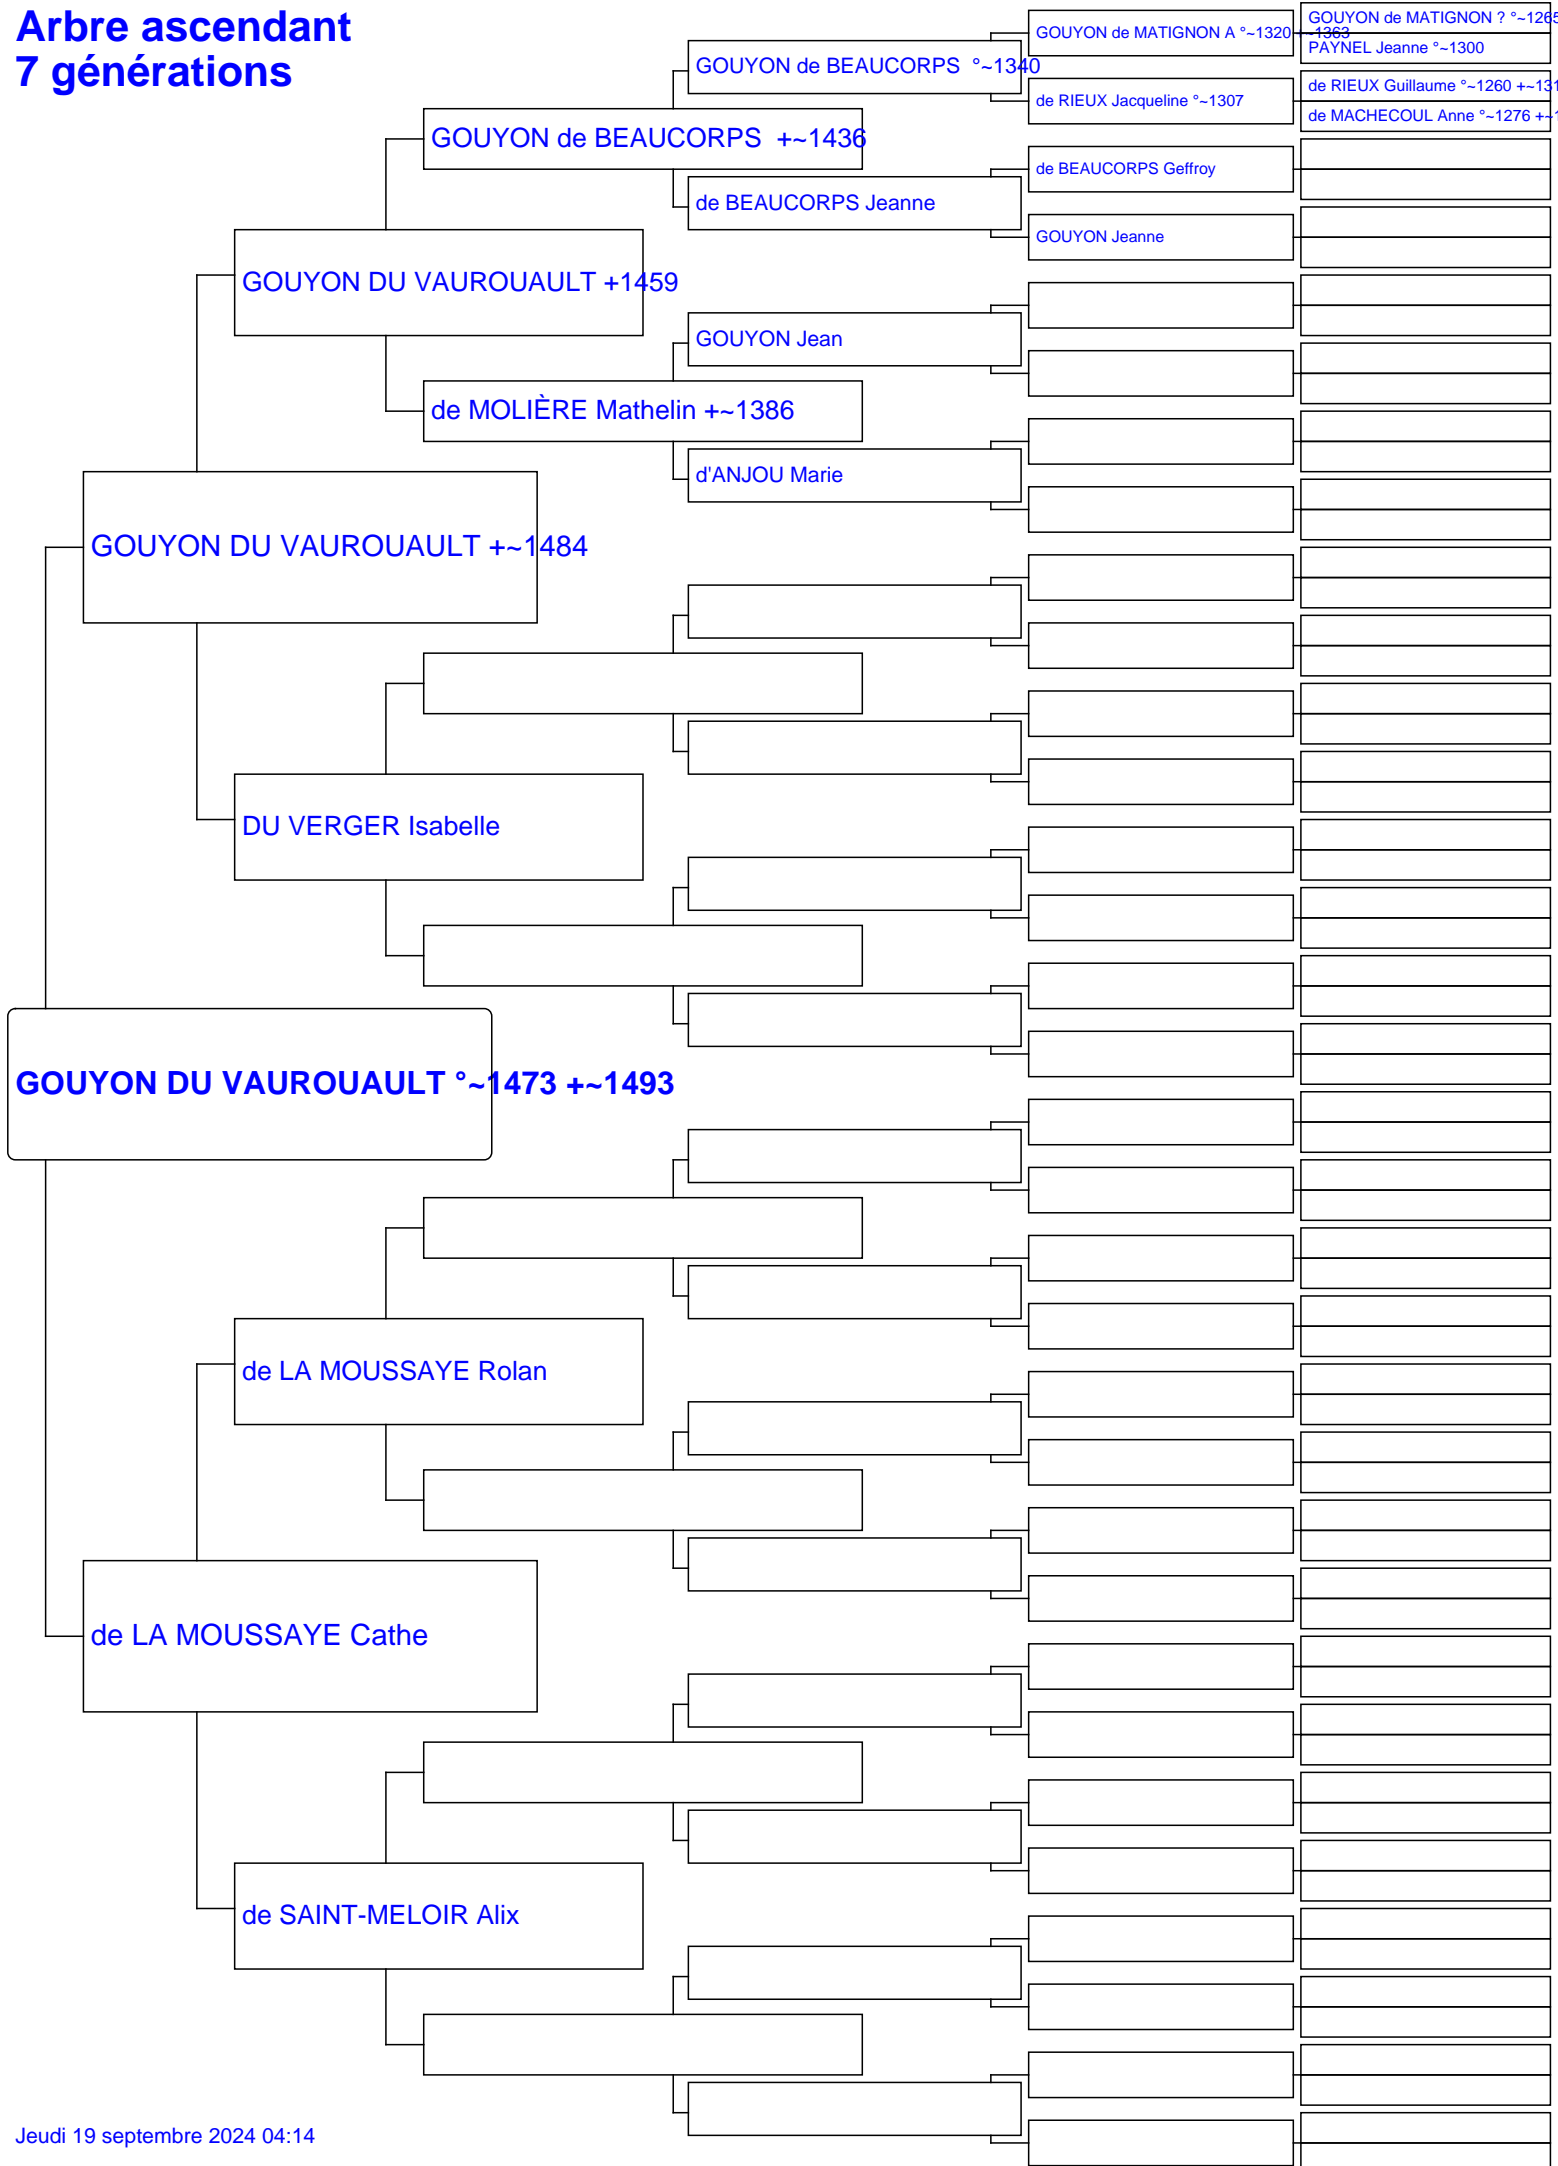 Arbre ascendant
7 générations
GOUYON de MATIGNON ? °~1265
GOUYON de MATIGNON A °~1320 +~1363
PAYNEL Jeanne °~1300
GOUYON de BEAUCORPS °~1340
de RIEUX Guillaume °~1260 +~131
de RIEUX Jacqueline °~1307
de MACHECOUL Anne °~1276 +~1
GOUYON de BEAUCORPS +~1436
de BEAUCORPS Geffroy
de BEAUCORPS Jeanne
GOUYON Jeanne
GOUYON DU VAUROUAULT +1459
GOUYON Jean
de MOLIÈRE Mathelin +~1386
d'ANJOU Marie
GOUYON DU VAUROUAULT +~1484
DU VERGER Isabelle
GOUYON DU VAUROUAULT °~1473 +~1493
de LA MOUSSAYE Rolan
de LA MOUSSAYE Cathe
de SAINT-MELOIR Alix
Jeudi 19 septembre 2024 04:14